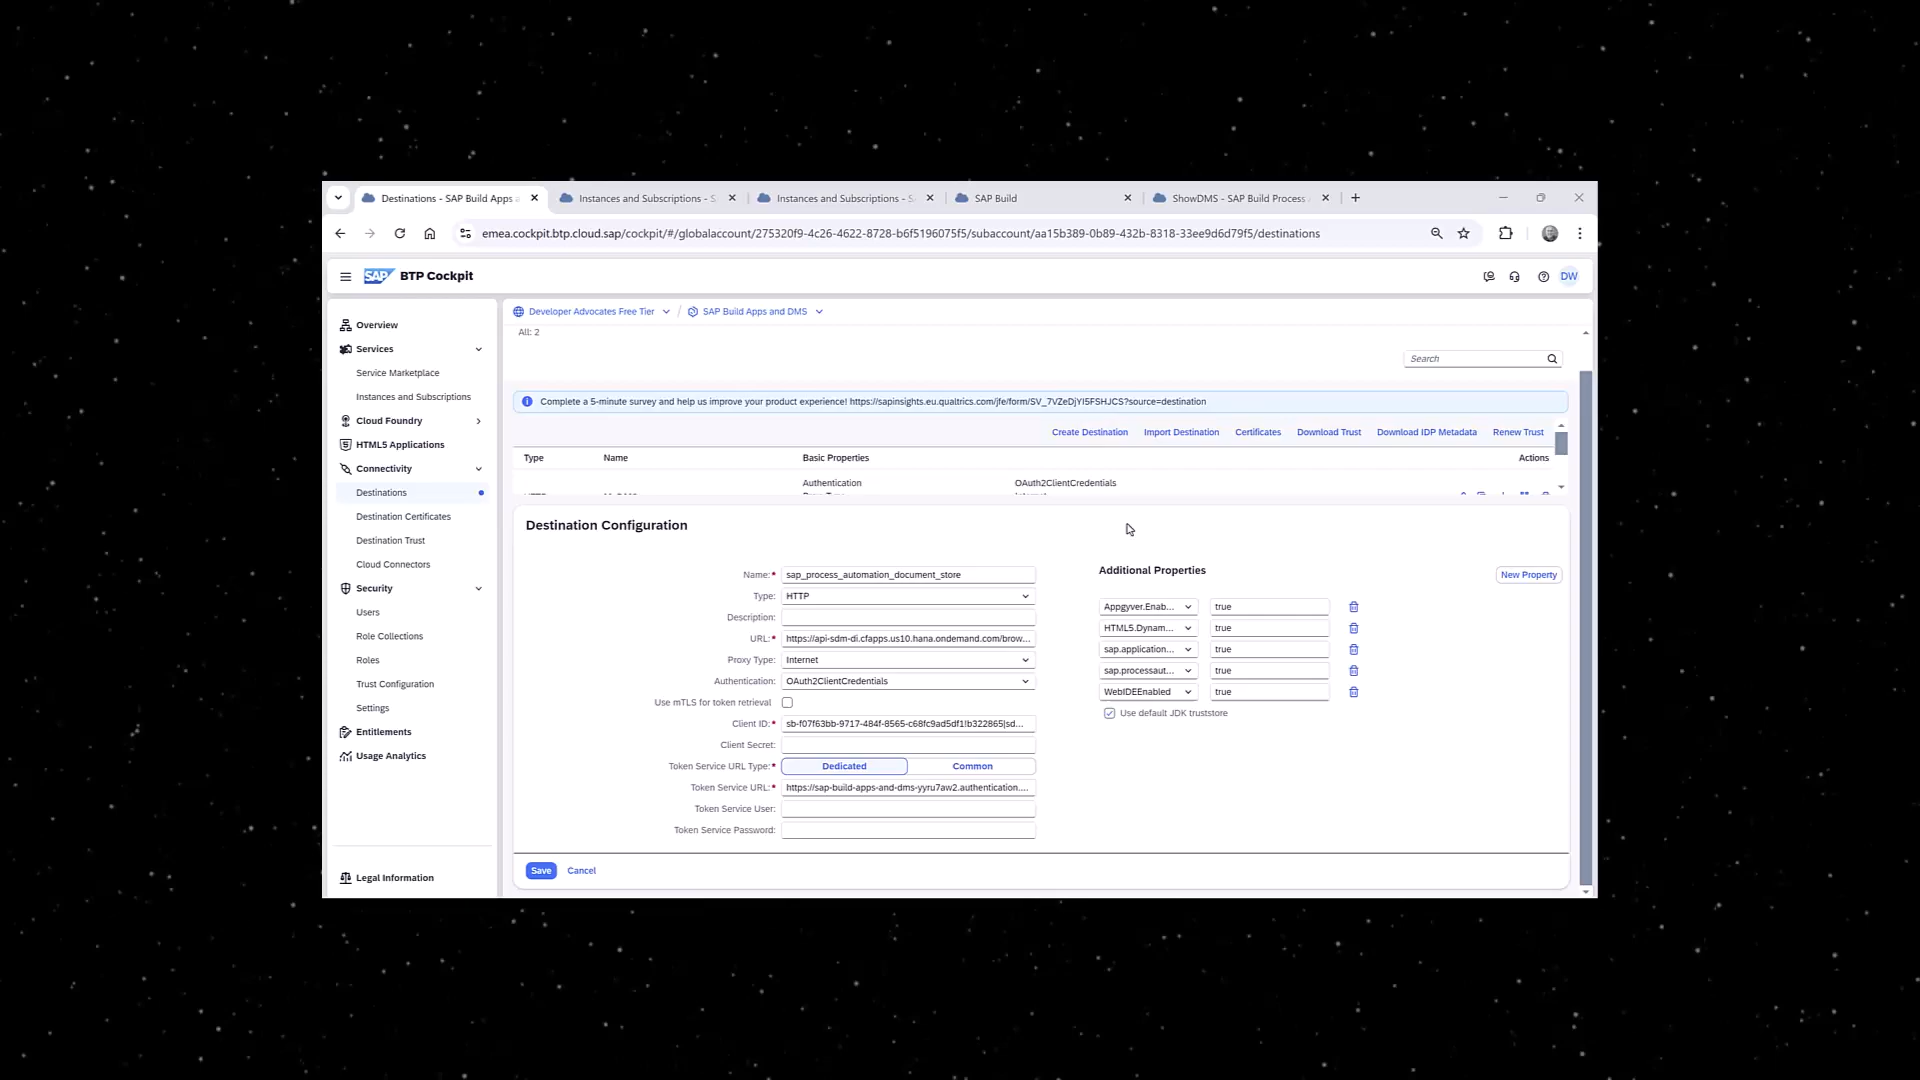 Destinations - SAP Build Apps a
Instances and Subscriptions - S
Instances and Subscriptions - S
SAP Build
ShowDMS - SAP Build Process
emea.cockpit.btp.cloud.sap/cockpit/#/globalaccount/275320f9-4c26-4622-8728-b6f5196075f5/subaccount/aa15b389-0b89-432b-8318-33ee9d6d79f5/destinations
SAP BTP Cockpit
DW
Overview
Services
Service Marketplace
Instances and Subscriptions
Cloud Foundry
HTML5 Applications
Connectivity
Destinations
Destination Certificates
Destination Trust
Cloud Connectors
Security
Users
Role Collections
Roles
Trust Configuration
Settings
Entitlements
Usage Analytics
Legal Information
Developer Advocates Free Tier / SAP Build Apps and DMS
All: 2
Search
Complete a 5-minute survey and help us improve your product experience! https://sapinsights.eu.qualtrics.com/jfe/form/SV_7VZeDjYI5FSHJCS?source=destination
Create Destination Import Destination Certificates Download Trust Download IDP Metadata Renew Trust
Type Name Basic Properties Actions
Authentication OAuth2ClientCredentials
Destination Configuration
Name:* sap_process_automation_document_store
Type: HTTP
Description:
URL:* https://api-sdm-di.cfapps.us10.hana.ondemand.com/brow...
Proxy Type: Internet
Authentication: OAuth2ClientCredentials
Use mTLS for token retrieval
Client ID:* sb-f07f63bb-9717-484f-8565-c68fc9ad5df1!b322865|sd...
Client Secret:
Token Service URL Type:* Dedicated Common
Token Service URL:* https://sap-build-apps-and-dms-yyru7aw2.authentication....
Token Service User:
Token Service Password:
Additional Properties
New Property
Appgyver.Enab... true
HTML5.Dynam... true
sap.application... true
sap.processaut... true
WebIDEEnabled true
Use default JDK truststore
Save Cancel